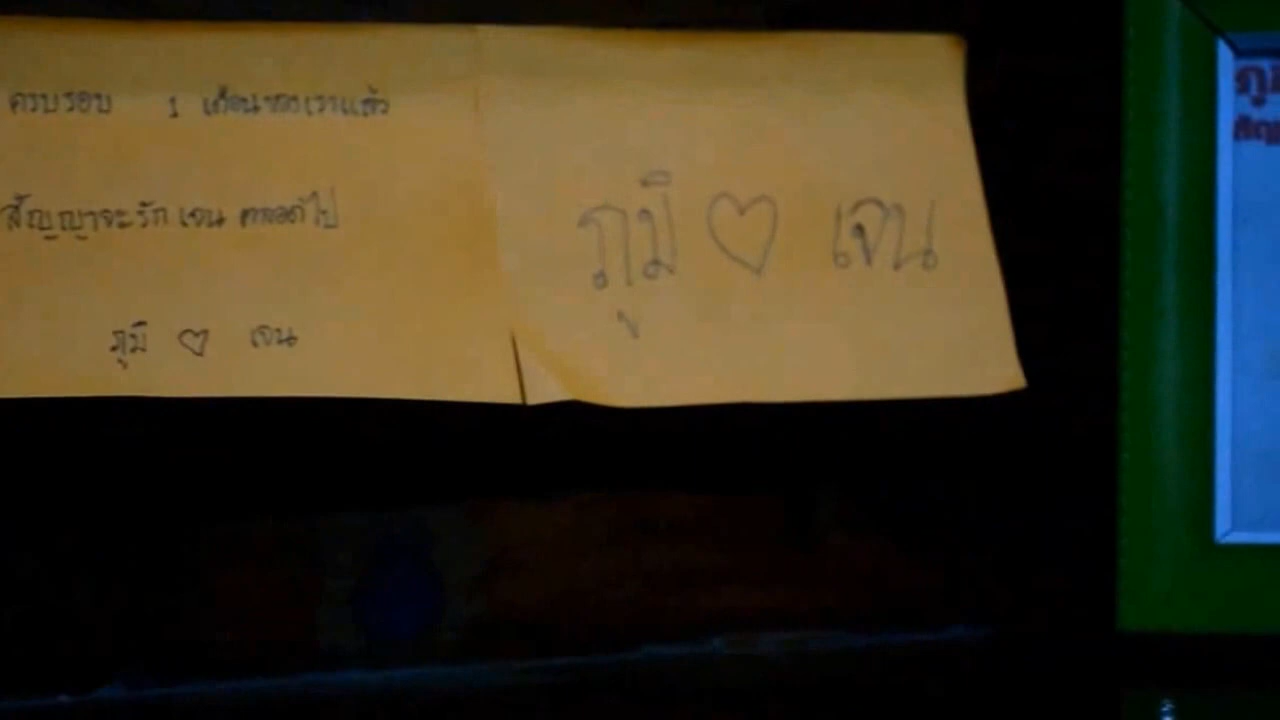 ครบรอบ 1 เดือนของเราแล้ว
สัญญาจะรัก เจน ตลอดไป
ภูมิ ♡ เจน
ภูมิ ♡ เจน